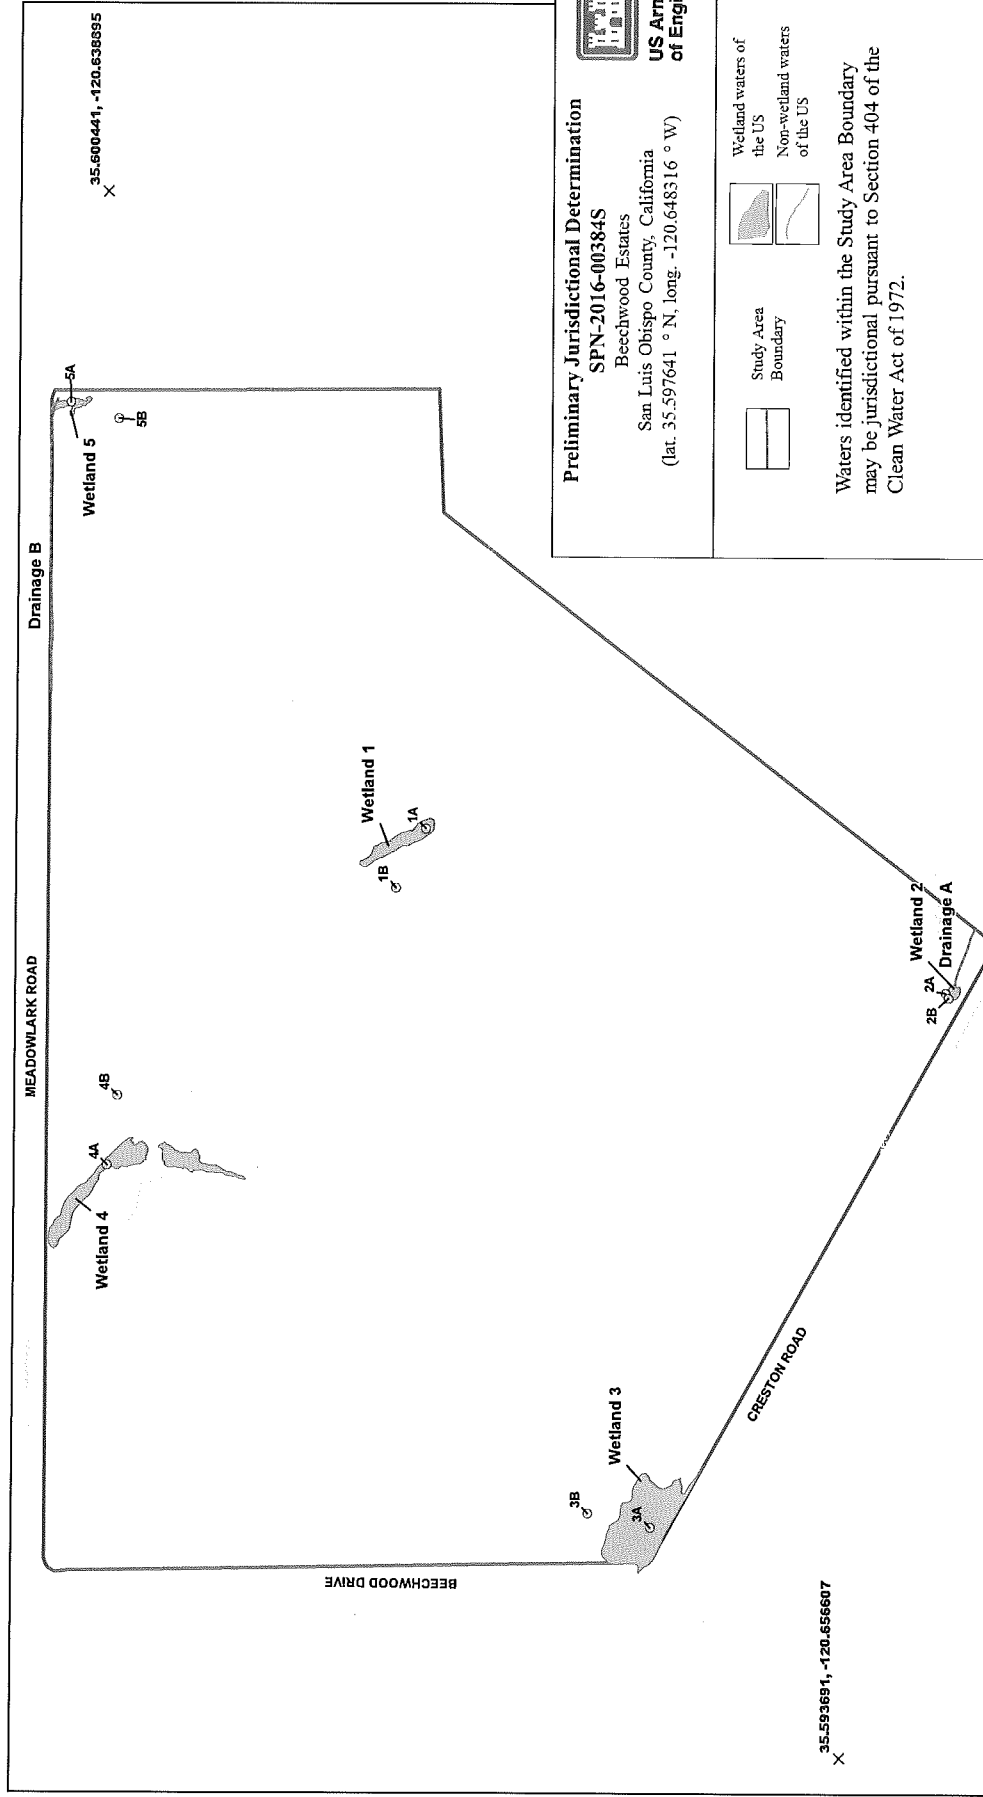 35.600441, -120.638895
Drainage B
MEADOWLARK ROAD
5A
5B
Wetland 5
Wetland 1
1A
1B
4B
4A
Wetland 4
Wetland 2
Drainage A
2A
2B
Wetland 3
3B
3A
CRESTON ROAD
BEECHWOOD DRIVE
35.593691, -120.656607
US
of
Preliminary Jurisdictional Determination
SPN-2016-00384S
Beechwood Estates
San Luis Obispo County, California
(lat. 35.597641 ° N, long. -120.648316 ° W)
Study Area
Boundary
Wetland waters of
the US
Non-wetland waters
of the US
Waters identified within the Study Area Boundary
may be jurisdictional pursuant to Section 404 of the
Clean Water Act of 1972.